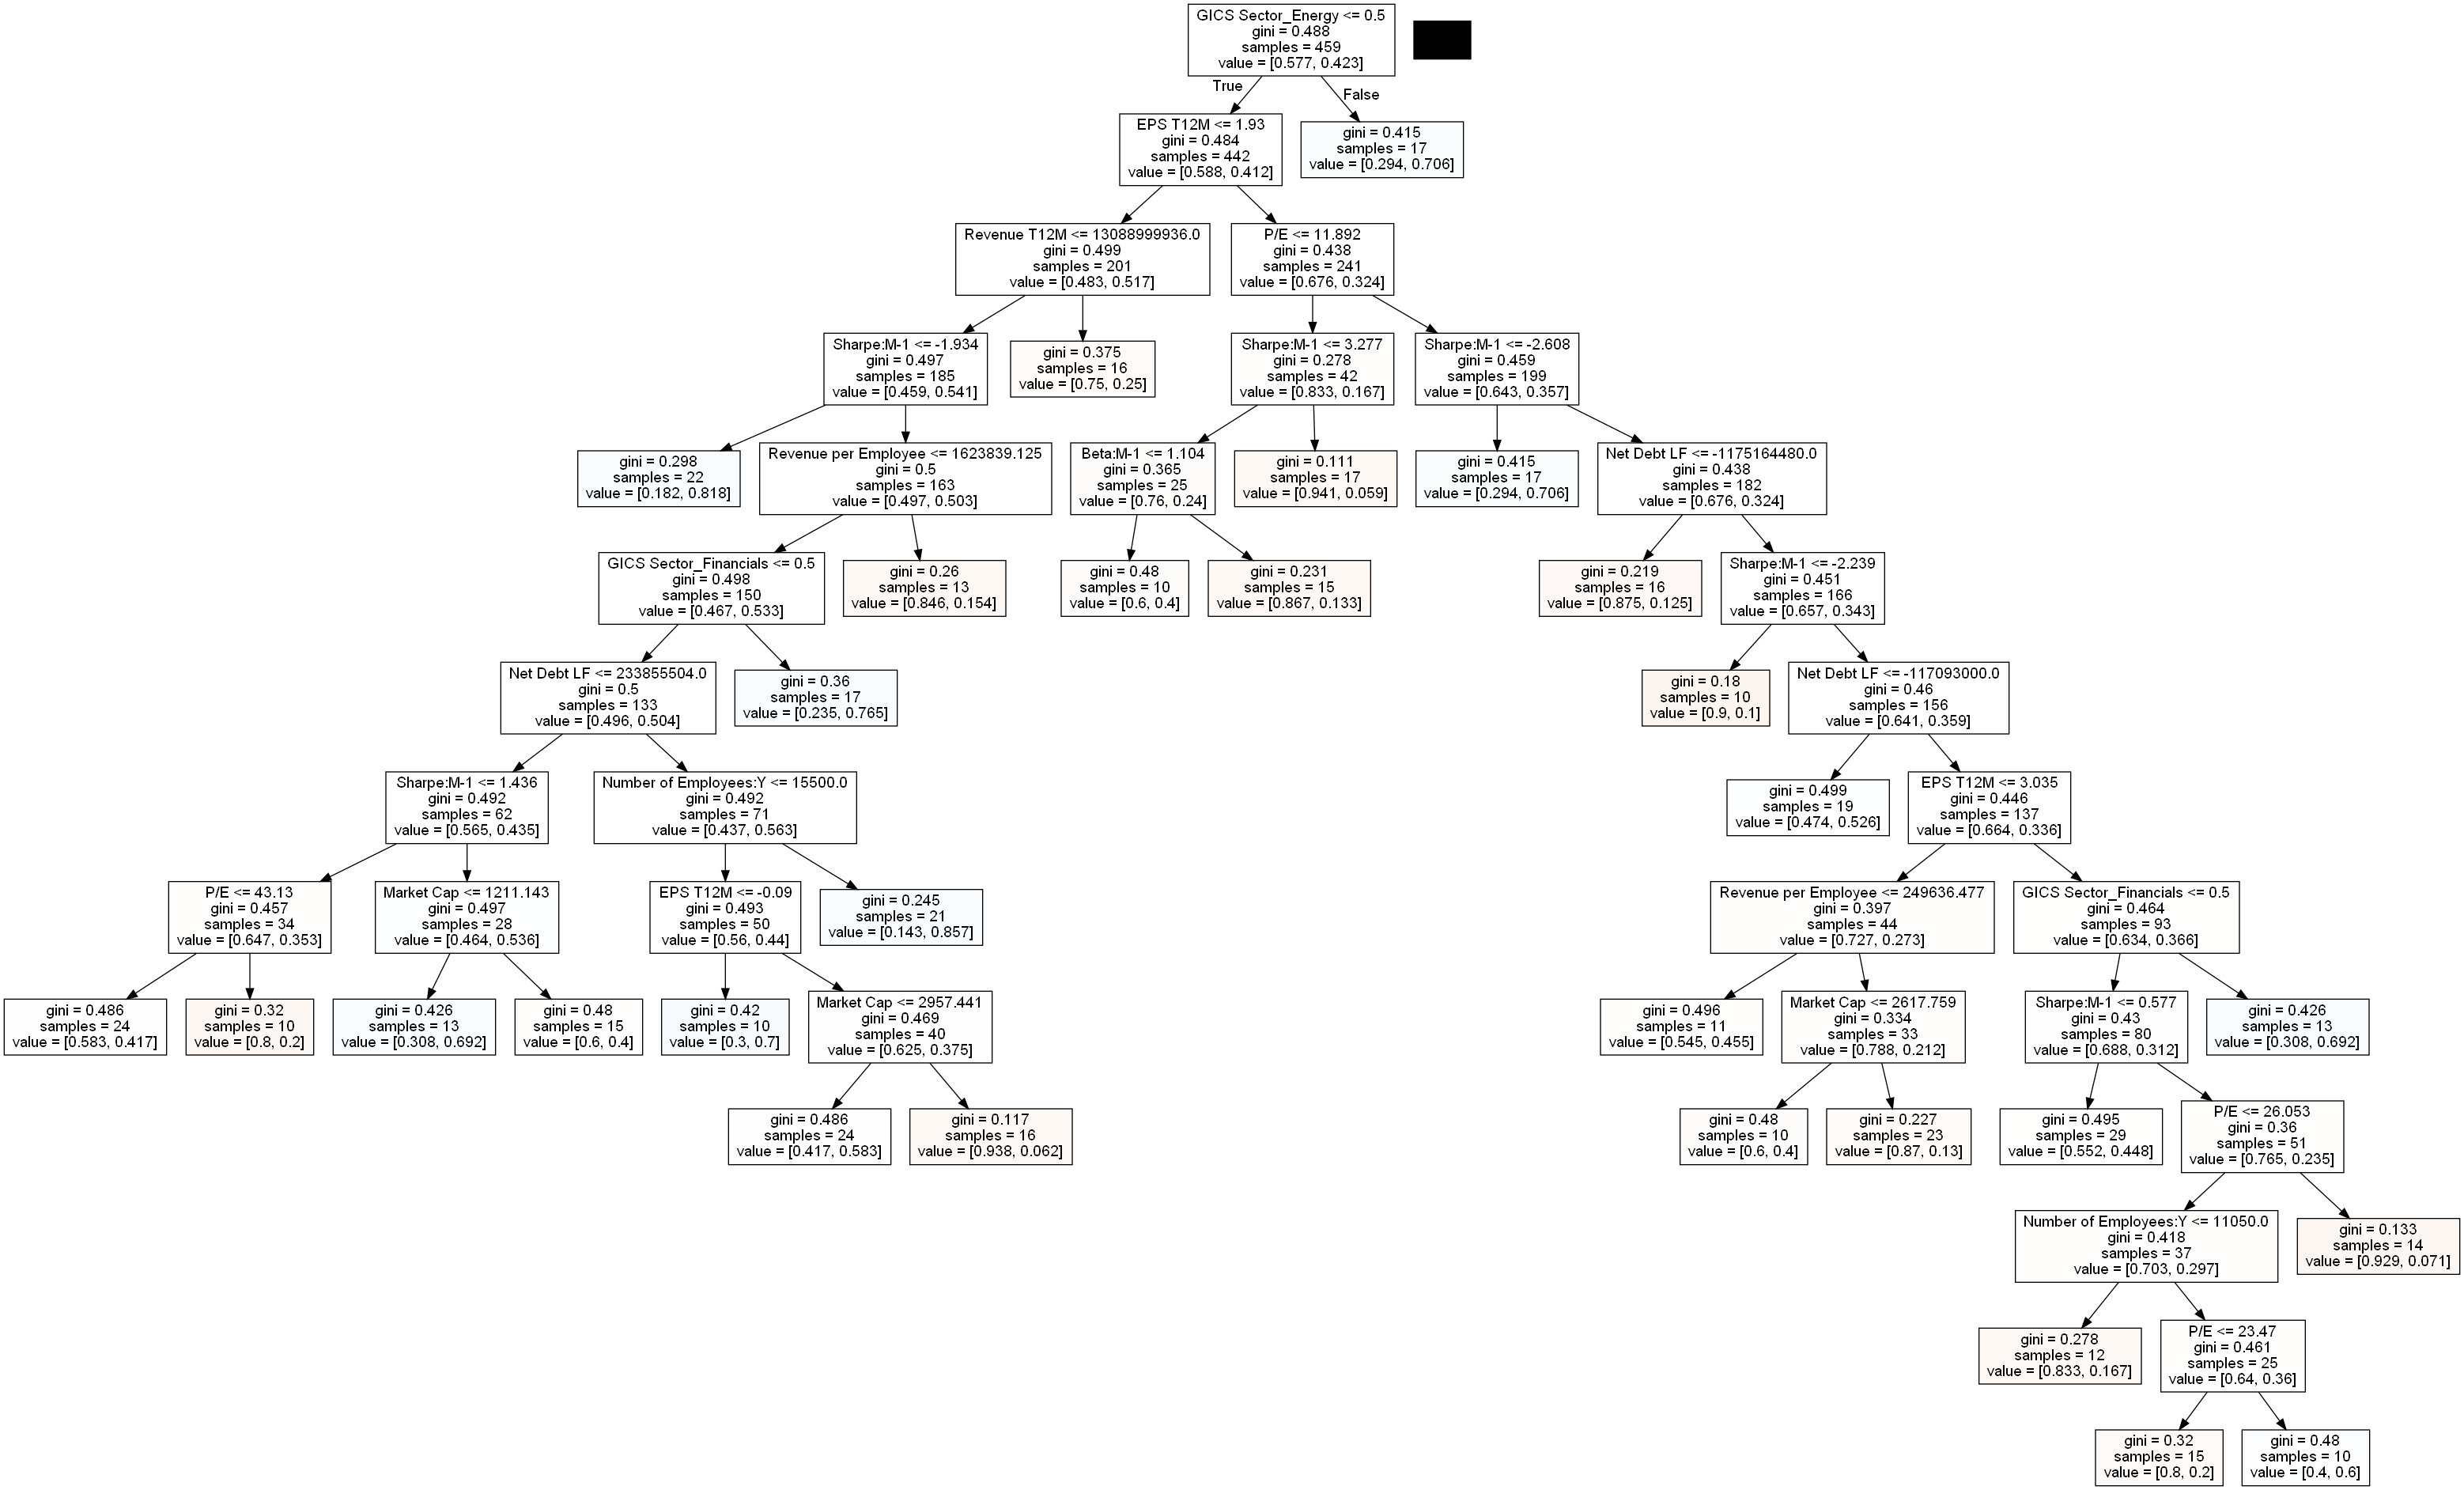 GICS Sector_Energy <= 0.5
gini = 0.488
samples = 459
value = [0.577, 0.423]
True
False
EPS T12M <= 1.93
gini = 0.484
samples = 442
value = [0.588, 0.412]
gini = 0.415
samples = 17
value = [0.294, 0.706]
Revenue T12M <= 13088999936.0
gini = 0.499
samples = 201
value = [0.483, 0.517]
P/E <= 11.892
gini = 0.438
samples = 241
value = [0.676, 0.324]
Sharpe:M-1 <= -1.934
gini = 0.497
samples = 185
value = [0.459, 0.541]
gini = 0.375
samples = 16
value = [0.75, 0.25]
Sharpe:M-1 <= 3.277
gini = 0.278
samples = 42
value = [0.833, 0.167]
Sharpe:M-1 <= -2.608
gini = 0.459
samples = 199
value = [0.643, 0.357]
gini = 0.298
samples = 22
value = [0.182, 0.818]
Revenue per Employee <= 1623839.125
gini = 0.5
samples = 163
value = [0.497, 0.503]
Beta:M-1 <= 1.104
gini = 0.365
samples = 25
value = [0.76, 0.24]
gini = 0.111
samples = 17
value = [0.941, 0.059]
gini = 0.415
samples = 17
value = [0.294, 0.706]
Net Debt LF <= -1175164480.0
gini = 0.438
samples = 182
value = [0.676, 0.324]
GICS Sector_Financials <= 0.5
gini = 0.498
samples = 150
value = [0.467, 0.533]
gini = 0.26
samples = 13
value = [0.846, 0.154]
gini = 0.48
samples = 10
value = [0.6, 0.4]
gini = 0.231
samples = 15
value = [0.867, 0.133]
gini = 0.219
samples = 16
value = [0.875, 0.125]
Sharpe:M-1 <= -2.239
gini = 0.451
samples = 166
value = [0.657, 0.343]
Net Debt LF <= 233855504.0
gini = 0.5
samples = 133
value = [0.496, 0.504]
gini = 0.36
samples = 17
value = [0.235, 0.765]
gini = 0.18
samples = 10
value = [0.9, 0.1]
Net Debt LF <= -117093000.0
gini = 0.46
samples = 156
value = [0.641, 0.359]
Sharpe:M-1 <= 1.436
gini = 0.492
samples = 62
value = [0.565, 0.435]
Number of Employees:Y <= 15500.0
gini = 0.492
samples = 71
value = [0.437, 0.563]
gini = 0.499
samples = 19
value = [0.474, 0.526]
EPS T12M <= 3.035
gini = 0.446
samples = 137
value = [0.664, 0.336]
P/E <= 43.13
gini = 0.457
samples = 34
value = [0.647, 0.353]
Market Cap <= 1211.143
gini = 0.497
samples = 28
value = [0.464, 0.536]
EPS T12M <= -0.09
gini = 0.493
samples = 50
value = [0.56, 0.44]
gini = 0.245
samples = 21
value = [0.143, 0.857]
Revenue per Employee <= 249636.477
gini = 0.397
samples = 44
value = [0.727, 0.273]
GICS Sector_Financials <= 0.5
gini = 0.464
samples = 93
value = [0.634, 0.366]
gini = 0.486
samples = 24
value = [0.583, 0.417]
gini = 0.32
samples = 10
value = [0.8, 0.2]
gini = 0.426
samples = 13
value = [0.308, 0.692]
gini = 0.48
samples = 15
value = [0.6, 0.4]
gini = 0.42
samples = 10
value = [0.3, 0.7]
Market Cap <= 2957.441
gini = 0.469
samples = 40
value = [0.625, 0.375]
gini = 0.496
samples = 11
value = [0.545, 0.455]
Market Cap <= 2617.759
gini = 0.334
samples = 33
value = [0.788, 0.212]
Sharpe:M-1 <= 0.577
gini = 0.43
samples = 80
value = [0.688, 0.312]
gini = 0.426
samples = 13
value = [0.308, 0.692]
gini = 0.486
samples = 24
value = [0.417, 0.583]
gini = 0.117
samples = 16
value = [0.938, 0.062]
gini = 0.48
samples = 10
value = [0.6, 0.4]
gini = 0.227
samples = 23
value = [0.87, 0.13]
gini = 0.495
samples = 29
value = [0.552, 0.448]
P/E <= 26.053
gini = 0.36
samples = 51
value = [0.765, 0.235]
Number of Employees:Y <= 11050.0
gini = 0.418
samples = 37
value = [0.703, 0.297]
gini = 0.133
samples = 14
value = [0.929, 0.071]
gini = 0.278
samples = 12
value = [0.833, 0.167]
P/E <= 23.47
gini = 0.461
samples = 25
value = [0.64, 0.36]
gini = 0.32
samples = 15
value = [0.8, 0.2]
gini = 0.48
samples = 10
value = [0.4, 0.6]